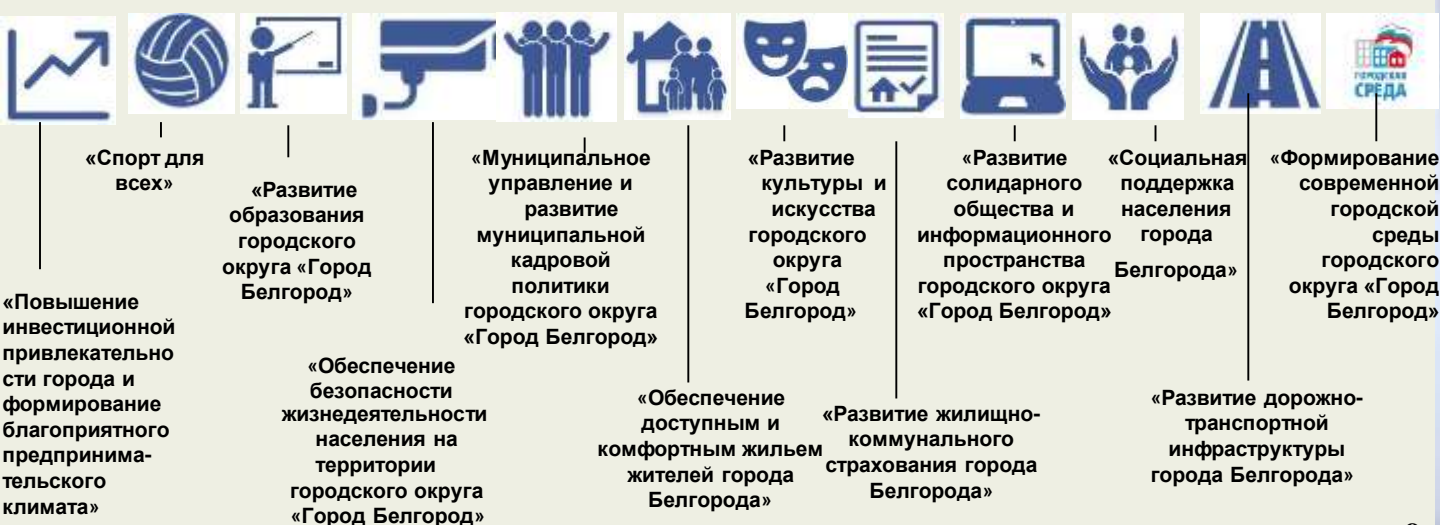 ГОРОДСКАЯ
СРЕДА
«Повышение
инвестиционной
привлекательно
сти города и
формирование
благоприятного
предпринима-
тельского
климата»
«Спорт для
всех»
«Развитие
образования
городского
округа «Город
Белгород»
«Обеспечение
безопасности
жизнедеятельности
населения на
территории
городского округа
«Город Белгород»
«Муниципальное
управление и
развитие
муниципальной
кадровой
политики
городского округа
«Город Белгород»
«Обеспечение
доступным и
комфортным жильем
жителей города
Белгорода»
«Развитие
культуры и
искусства
городского
округа
«Город
Белгород»
«Развитие жилищно-
коммунального
страхования города
Белгорода»
«Развитие
солидарного
общества и
информационного
пространства
городского округа
«Город Белгород»
«Социальная
поддержка
населения
города
Белгорода»
«Развитие дорожно-
транспортной
инфраструктуры
города Белгорода»
«Формирование
современной
городской
среды
городского
округа «Город
Белгород»